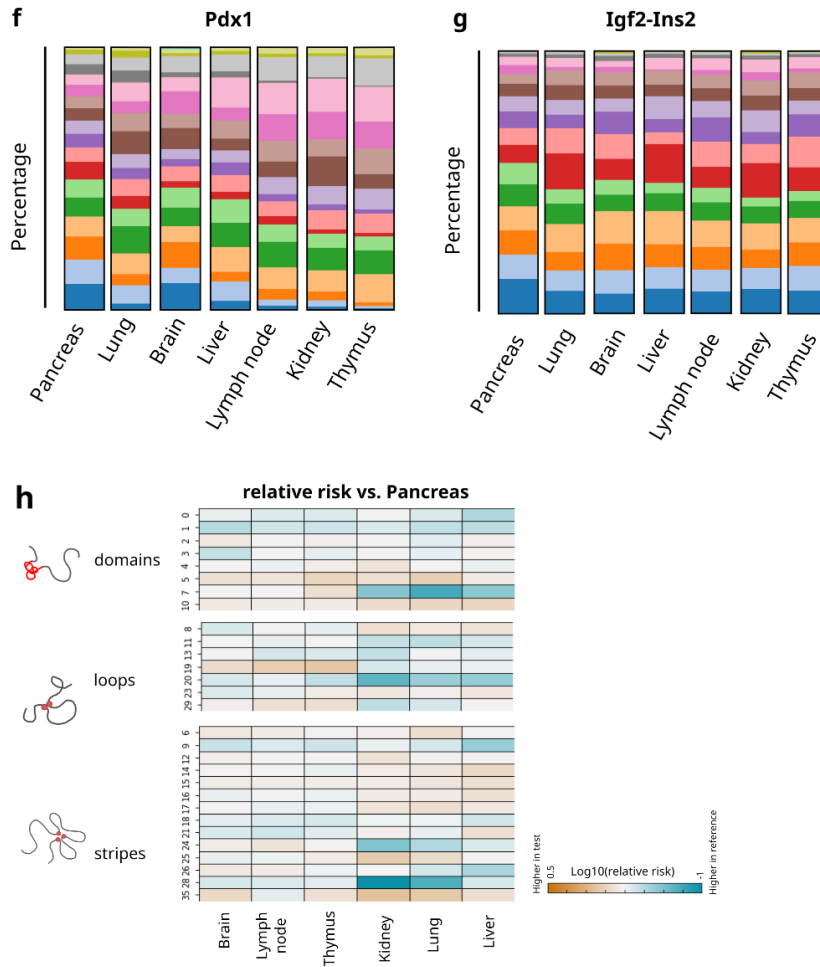 f
Pdx1
Percentage
Pancreas
Lung
Brain
Liver
Lymph node
Kidney
Thymus
g
Igf2-Ins2
Percentage
Pancreas
Lung
Brain
Liver
Lymph node
Kidney
Thymus
h
relative risk vs. Pancreas
domains
0
1
2
3
4
5
7
10
loops
8
11
13
19
20
23
29
stripes
6
9
12
14
15
16
17
18
21
24
25
26
28
35
Brain
Lymph
node
Thymus
Kidney
Lung
Liver
Higher in test
0.5
Log10(relative risk)
-1
Higher in reference